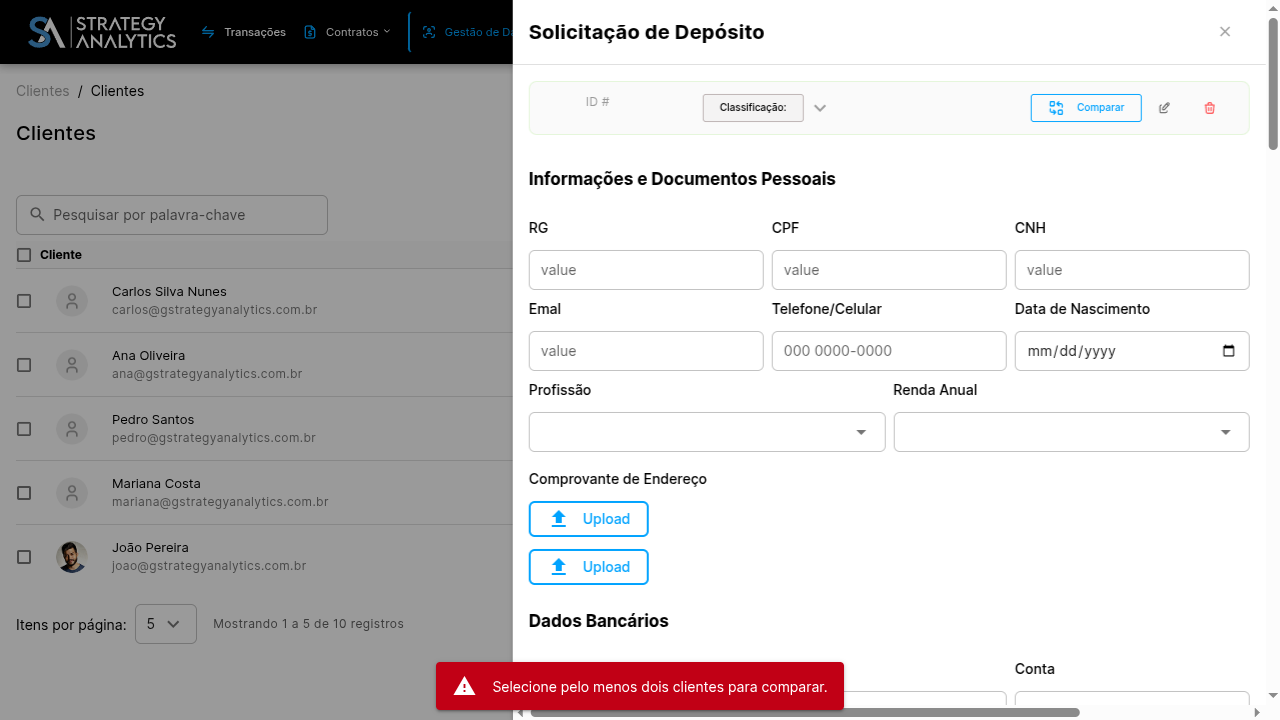 STRATEGY
ANALYTICS
Transações
Contratos
Gestão de Da
Clientes / Clientes
Clientes
Pesquisar por palavra-chave
Cliente
Carlos Silva Nunes
carlos@gstrategyanalytics.com.br
Ana Oliveira
ana@gstrategyanalytics.com.br
Pedro Santos
pedro@gstrategyanalytics.com.br
Mariana Costa
mariana@gstrategyanalytics.com.br
João Pereira
joao@gstrategyanalytics.com.br
Itens por página: 5 Mostrando 1 a 5 de 10 registros
Solicitação de Depósito
ID #
Classificação:
Comparar
Informações e Documentos Pessoais
RG CPF CNH
value value value
Emal Telefone/Celular Data de Nascimento
value 000 0000-0000 mm/dd/yyyy
Profissão Renda Anual
Comprovante de Endereço
Upload
Upload
Dados Bancários
Conta
Selecione pelo menos dois clientes para comparar.